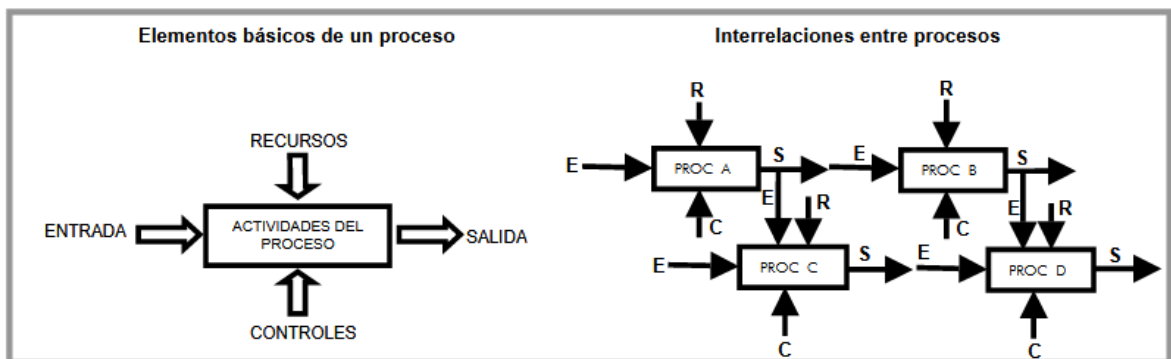 Elementos básicos de un proceso
RECURSOS
ENTRADA
ACTIVIDADES DEL
PROCESO
SALIDA
CONTROLES
Interrelaciones entre procesos
R
R
E
PROC A
S
E
PROC B
S
E
R
E
R
C
C
E
PROC C
S
E
PROC D
S
C
C